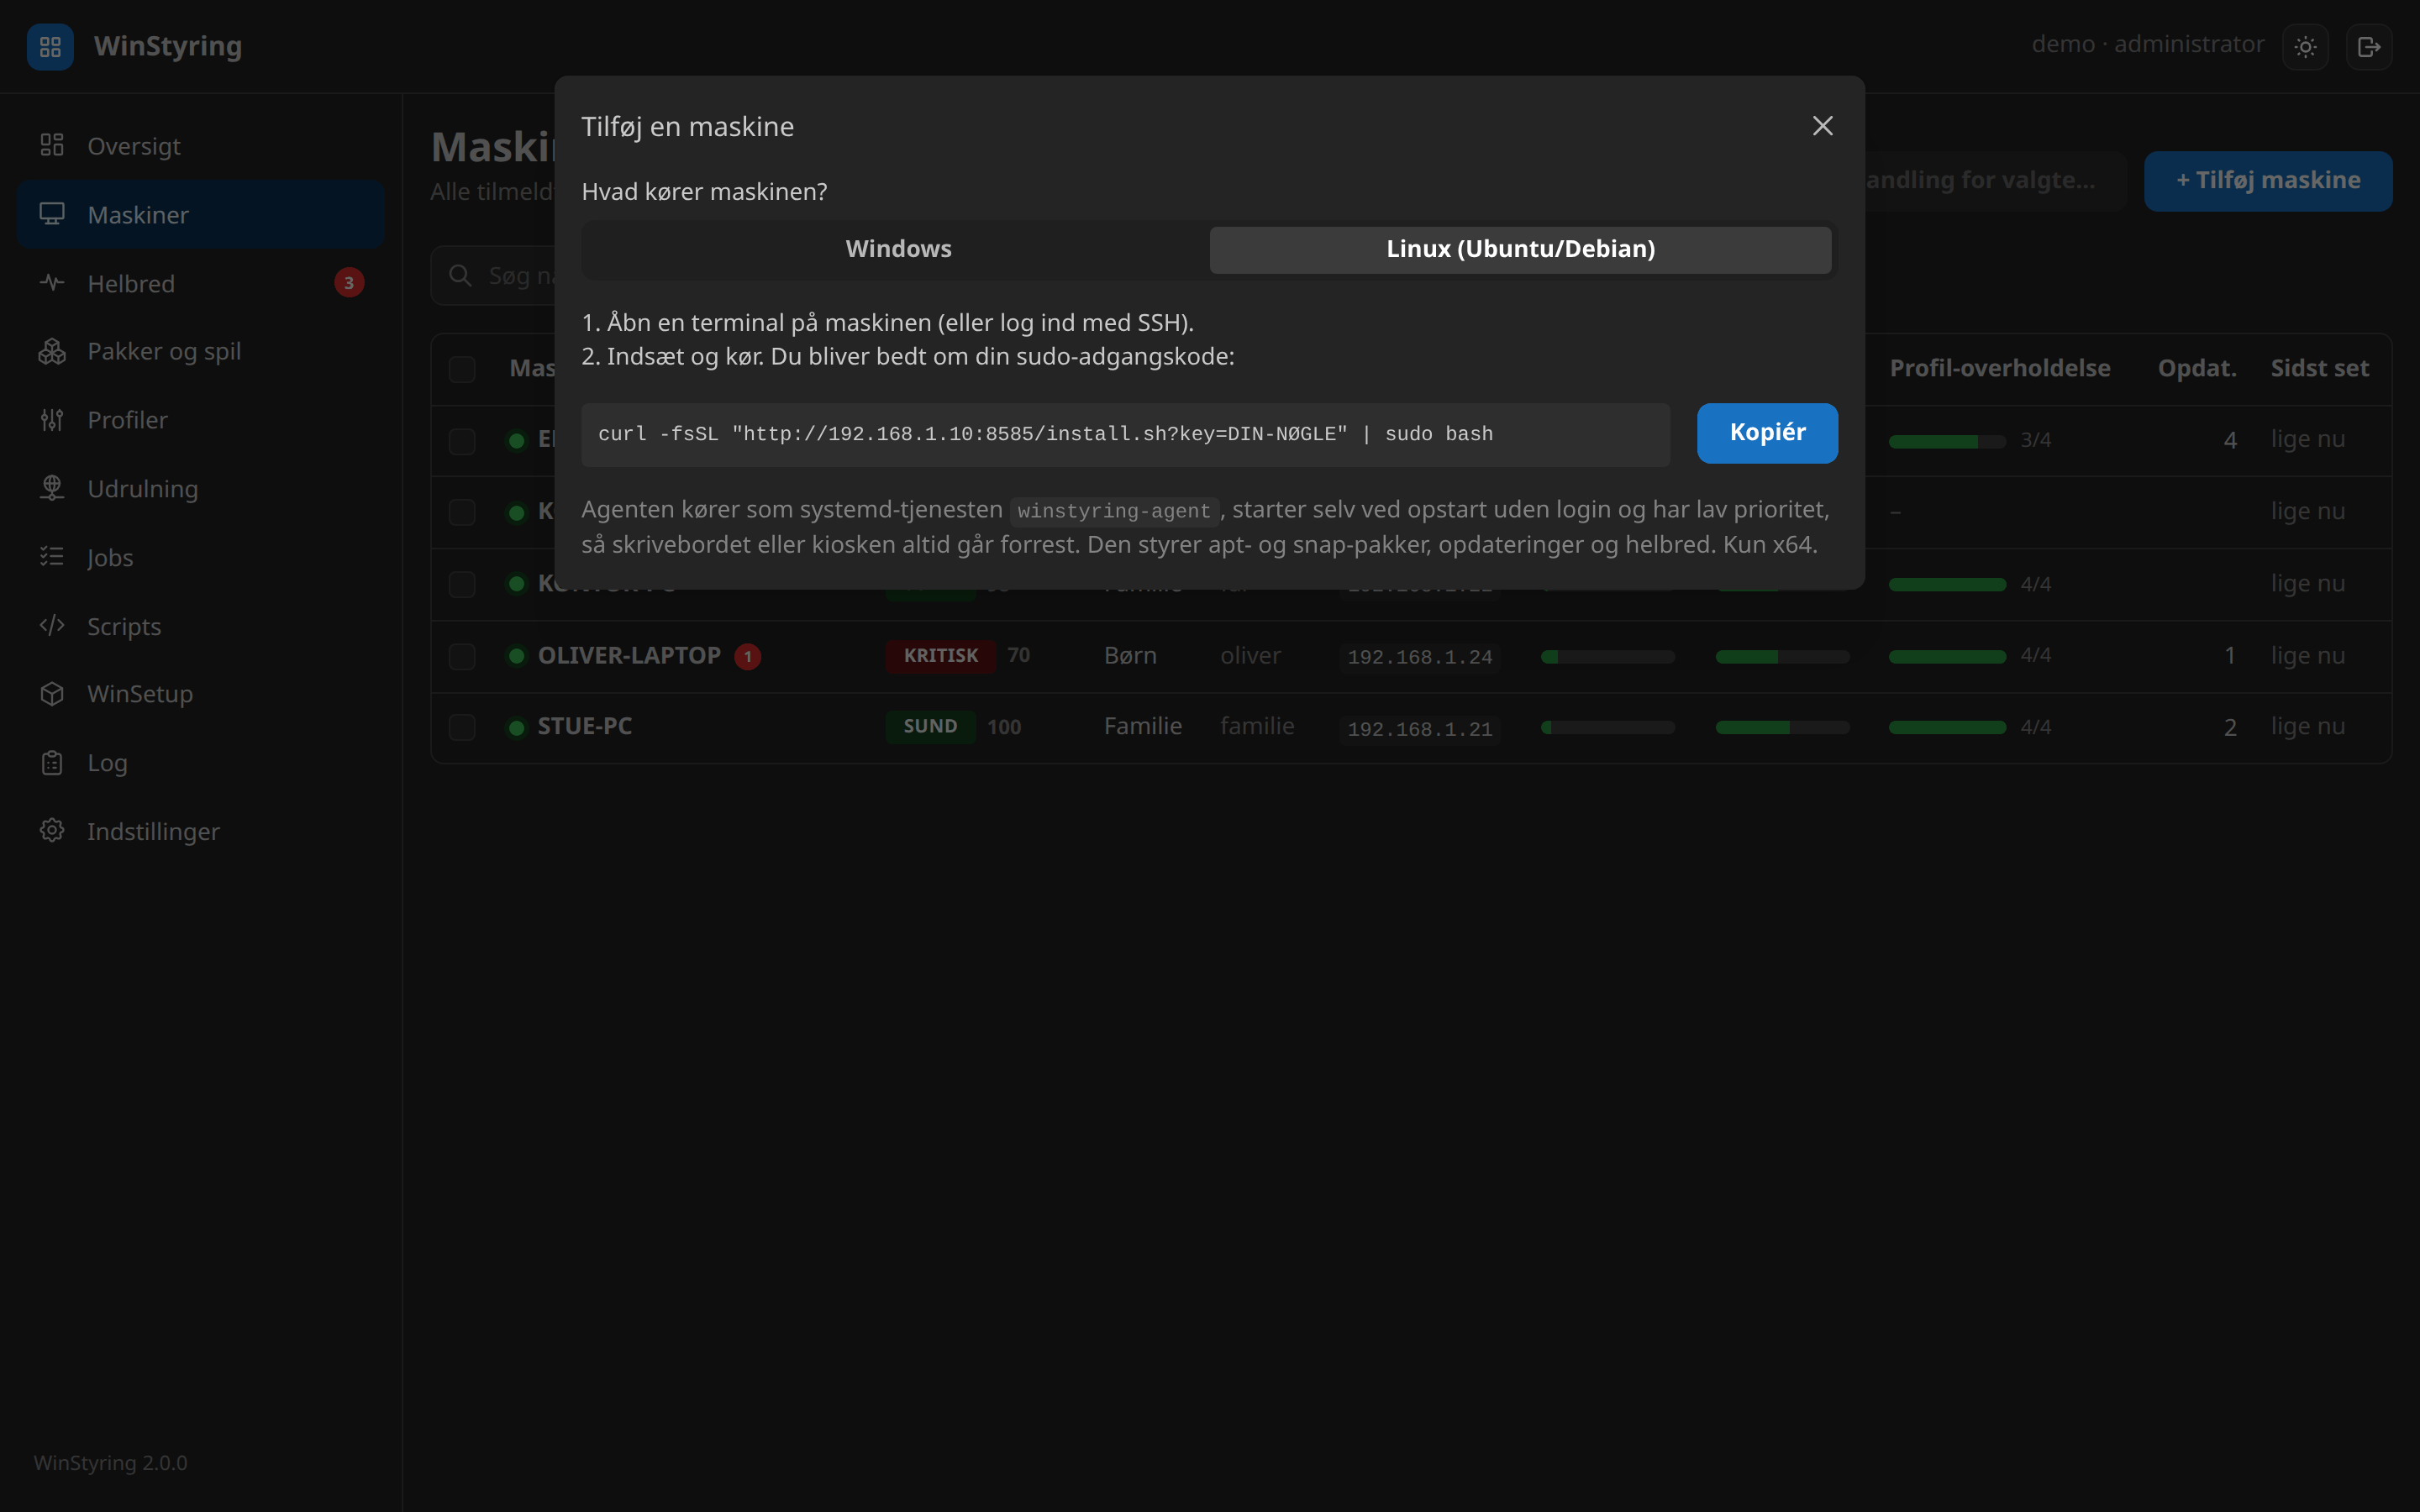 WinStyring
demo · administrator
Oversigt
Maskiner
Helbred 3
Pakker og spil
Profiler
Udrulning
Jobs
Scripts
WinSetup
Log
Indstillinger
WinStyring 2.0.0
Alle
andling for valgte...
+ Tilføj maskine
Søg
Tilføj en maskine
Hvad kører maskinen?
Windows
Linux (Ubuntu/Debian)
1. Åbn en terminal på maskinen (eller log ind med SSH).
2. Indsæt og kør. Du bliver bedt om din sudo-adgangskode:
curl -fsSL "http://192.168.1.10:8585/install.sh?key=DIN-NØGLE" | sudo bash
Kopiér
Agenten kører som systemd-tjenesten winstyring-agent, starter selv ved opstart uden login og har lav prioritet,
så skrivebordet eller kiosken altid går forrest. Den styrer apt- og snap-pakker, opdateringer og helbred. Kun x64.
Profil-overholdelse Opdat. Sidst set
3/4 4 lige nu
– lige nu
4/4 lige nu
OLIVER-LAPTOP 1 KRITISK 70 Børn oliver 192.168.1.24 4/4 1 lige nu
STUE-PC SUND 100 Familie familie 192.168.1.21 4/4 2 lige nu